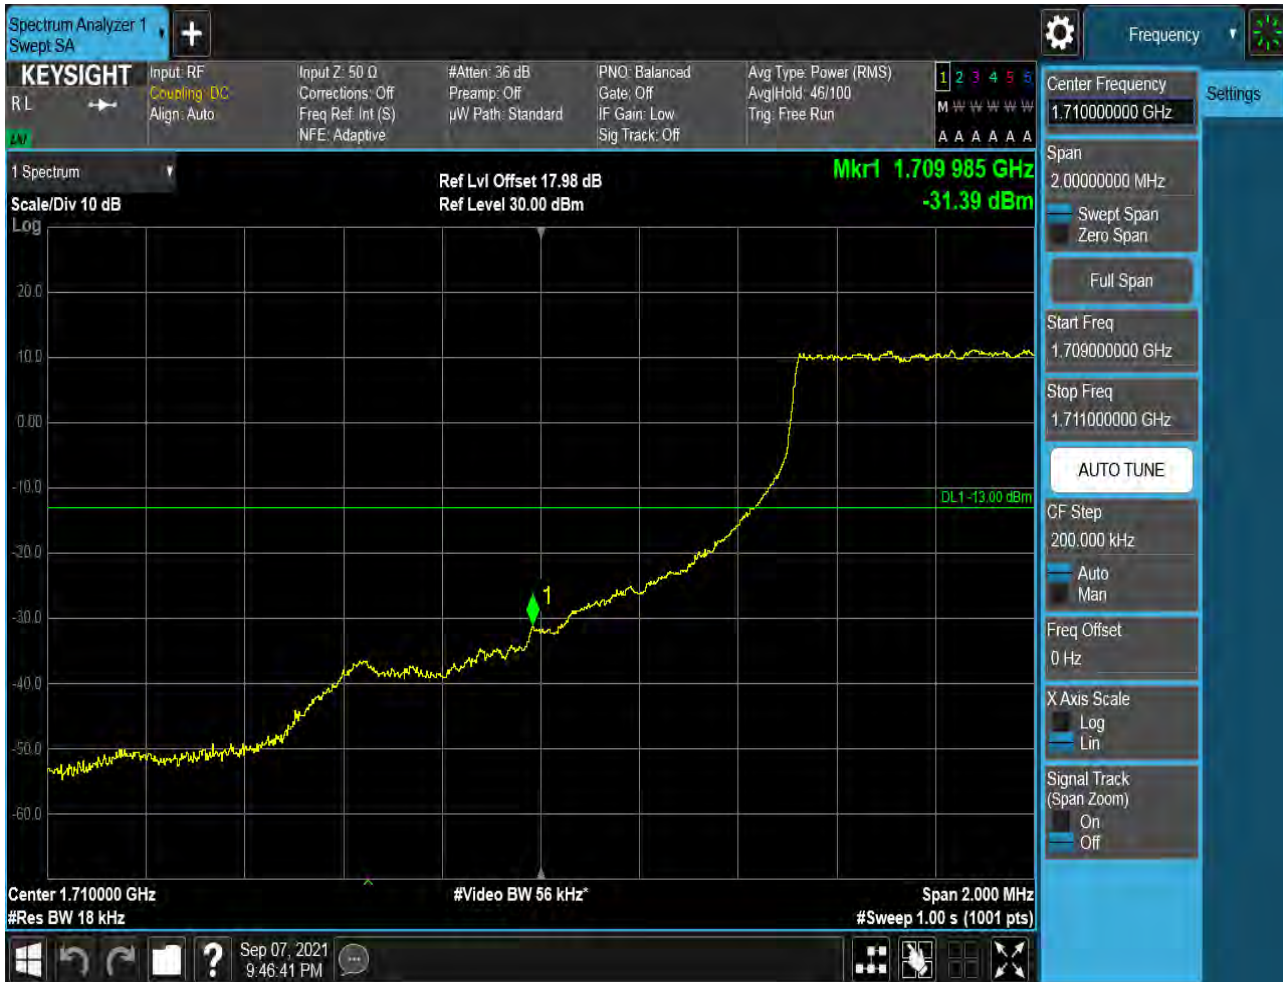 Spectrum Analyzer 1
Swept SA
Frequency
KEYSIGHT
R L
LNI
Input: RF
Coupling: DC
Align: Auto
Input Z: 50 Ω
Corrections: Off
Freq Ref: Int (S)
NFE: Adaptive
#Atten: 36 dB
Preamp: Off
µW Path: Standard
PNO: Balanced
Gate: Off
IF Gain: Low
Sig Track: Off
Avg Type: Power (RMS)
Avg|Hold: 46/100
Trig: Free Run
1 2 3 4 5 6
M W W W W W
A A A A A A
1 Spectrum
Scale/Div 10 dB
Log
Ref Lvl Offset 17.98 dB
Ref Level 30.00 dBm
Mkr1 1.709 985 GHz
-31.39 dBm
20.0
10.0
0.00
-10.0
-20.0
-30.0
-40.0
-50.0
-60.0
DL1 -13.00 dBm
1
Center 1.710000 GHz
#Res BW 18 kHz
#Video BW 56 kHz*
Span 2.000 MHz
#Sweep 1.00 s (1001 pts)
Center Frequency
1.710000000 GHz
Settings
Span
2.00000000 MHz
Swept Span
Zero Span
Full Span
Start Freq
1.709000000 GHz
Stop Freq
1.711000000 GHz
AUTO TUNE
CF Step
200.000 kHz
Auto
Man
Freq Offset
0 Hz
X Axis Scale
Log
Lin
Signal Track
(Span Zoom)
On
Off
?
Sep 07, 2021
9:46:41 PM